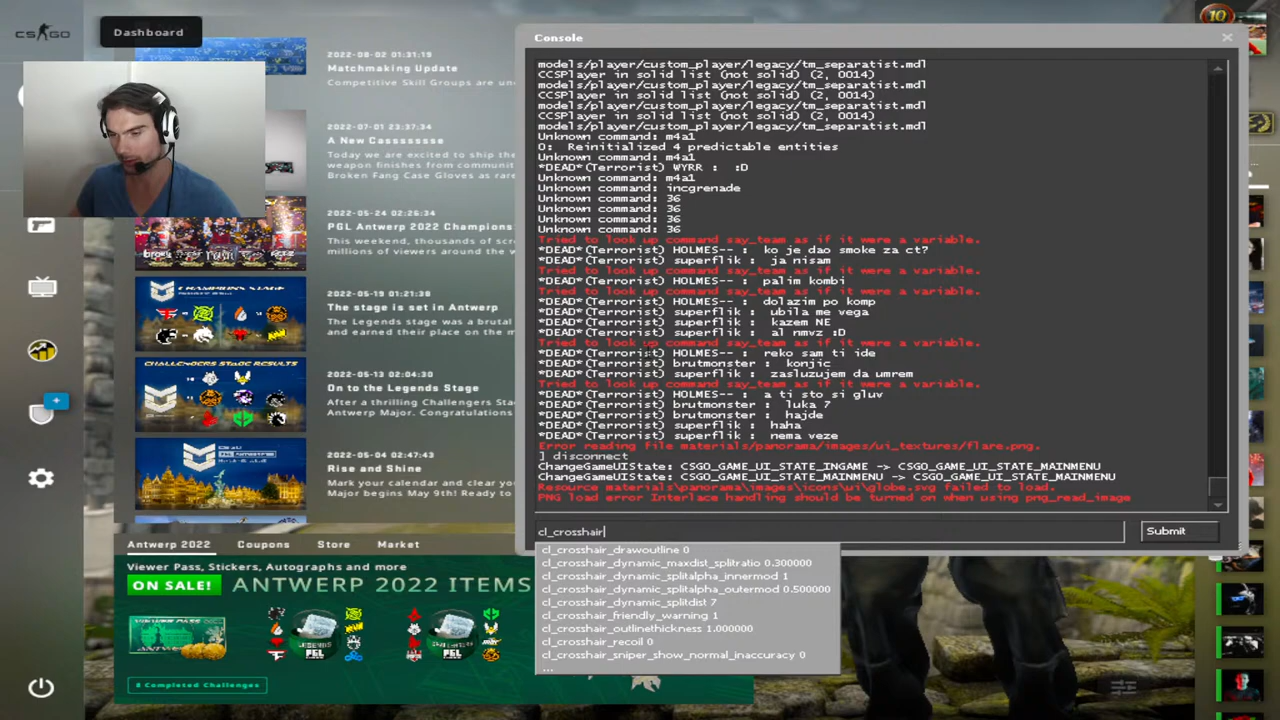 CS GO
Dashboard
2022-08-02 01:31:19
Matchmaking Update
Competitive Skill Groups are un
2022-07-01 23:37:34
A New Cassssssse
Today we are excited to ship the
weapon finishes from communit
Broken Fang Case Gloves as rare
2022-05-24 02:26:34
PGL Antwerp 2022 Champions
This weekend, thousands of scr
of viewers around the world saw
2022-05-19 01:21:38
The stage is set in Antwerp
The Legends stage was a brutal
and earned their place on the m
CHAMPIONS STAGE
2022-05-14 02:04:30
On to the Legends Stage
After a thrilling Challengers Sta
Antwerp Major. Congratulations
CHALLENGERS STAGE RESULTS
2022-05-04 02:47:43
Rise and Shine
Major begins May 9th! Ready to
Antwerp 2022
Coupons
Store
Market
Viewer Pass, Stickers, Autographs and more
ON SALE!
ANTWERP 2022 ITEMS
8 Completed Challenges
10
Console
models/player/custom_player/legacy/tm_separatist.mdl
CCSPlayer in solid list (not solid) (2, 0014)
models/player/custom_player/legacy/tm_separatist.mdl
CCSPlayer in solid list (not solid) (2, 0014)
models/player/custom_player/legacy/tm_separatist.mdl
CCSPlayer in solid list (not solid) (2, 0014)
models/player/custom_player/legacy/tm_separatist.mdl
Unknown command: m4a1
0: Reinitialized 4 predictable entities
Unknown command: m4a1
*DEAD*(Terrorist) WYRR : :D
Unknown command: m4a1
Unknown command: incgrenade
Unknown command: 36
Unknown command: 36
Unknown command: 36
Unknown command: 36
Tried to look up command say_team as if it were a variable.
*DEAD*(Terrorist) HOLMES-- : ko je dao smoke za ct?
*DEAD*(Terrorist) superflik : ja nisam
Tried to look up command say_team as if it were a variable.
*DEAD*(Terrorist) HOLMES-- : palim kombi
Tried to look up command say_team as if it were a variable.
*DEAD*(Terrorist) HOLMES-- : dolazim po komp
*DEAD*(Terrorist) superflik : ubila me vega
*DEAD*(Terrorist) superflik : kazem NE
*DEAD*(Terrorist) superflik : al nmvz :D
Tried to look up command say_team as if it were a variable.
*DEAD*(Terrorist) HOLMES-- : reko sam ti ide
*DEAD*(Terrorist) brutmonster : konjic
*DEAD*(Terrorist) superflik : zasluzujem da umrem
Tried to look up command say_team as if it were a variable.
*DEAD*(Terrorist) HOLMES-- : a ti sto si gluv
*DEAD*(Terrorist) brutmonster : luka 7
*DEAD*(Terrorist) brutmonster : hajde
*DEAD*(Terrorist) superflik : haha
*DEAD*(Terrorist) superflik : nema veze
Error reading file materials/panorama/images/ui_textures/flare.png.
] disconnect
ChangeGameUIState: CSGO_GAME_UI_STATE_INGAME -> CSGO_GAME_UI_STATE_MAINMENU
ChangeGameUIState: CSGO_GAME_UI_STATE_MAINMENU -> CSGO_GAME_UI_STATE_MAINMENU
Resource materials\panorama\images\icons\ui\globe.svg failed to load.
PNG load error Interface handling should be turned on when using png_read_image
cl_crosshair
Submit
cl_crosshair_drawoutline 0
cl_crosshair_dynamic_maxdist_splitratio 0.300000
cl_crosshair_dynamic_splitalpha_innermod 1
cl_crosshair_dynamic_splitalpha_outermod 0.500000
cl_crosshair_dynamic_splitdist 7
cl_crosshair_friendly_warning 1
cl_crosshair_outlinethickness 1.000000
cl_crosshair_recoil 0
cl_crosshair_sniper_show_normal_inaccuracy 0
...